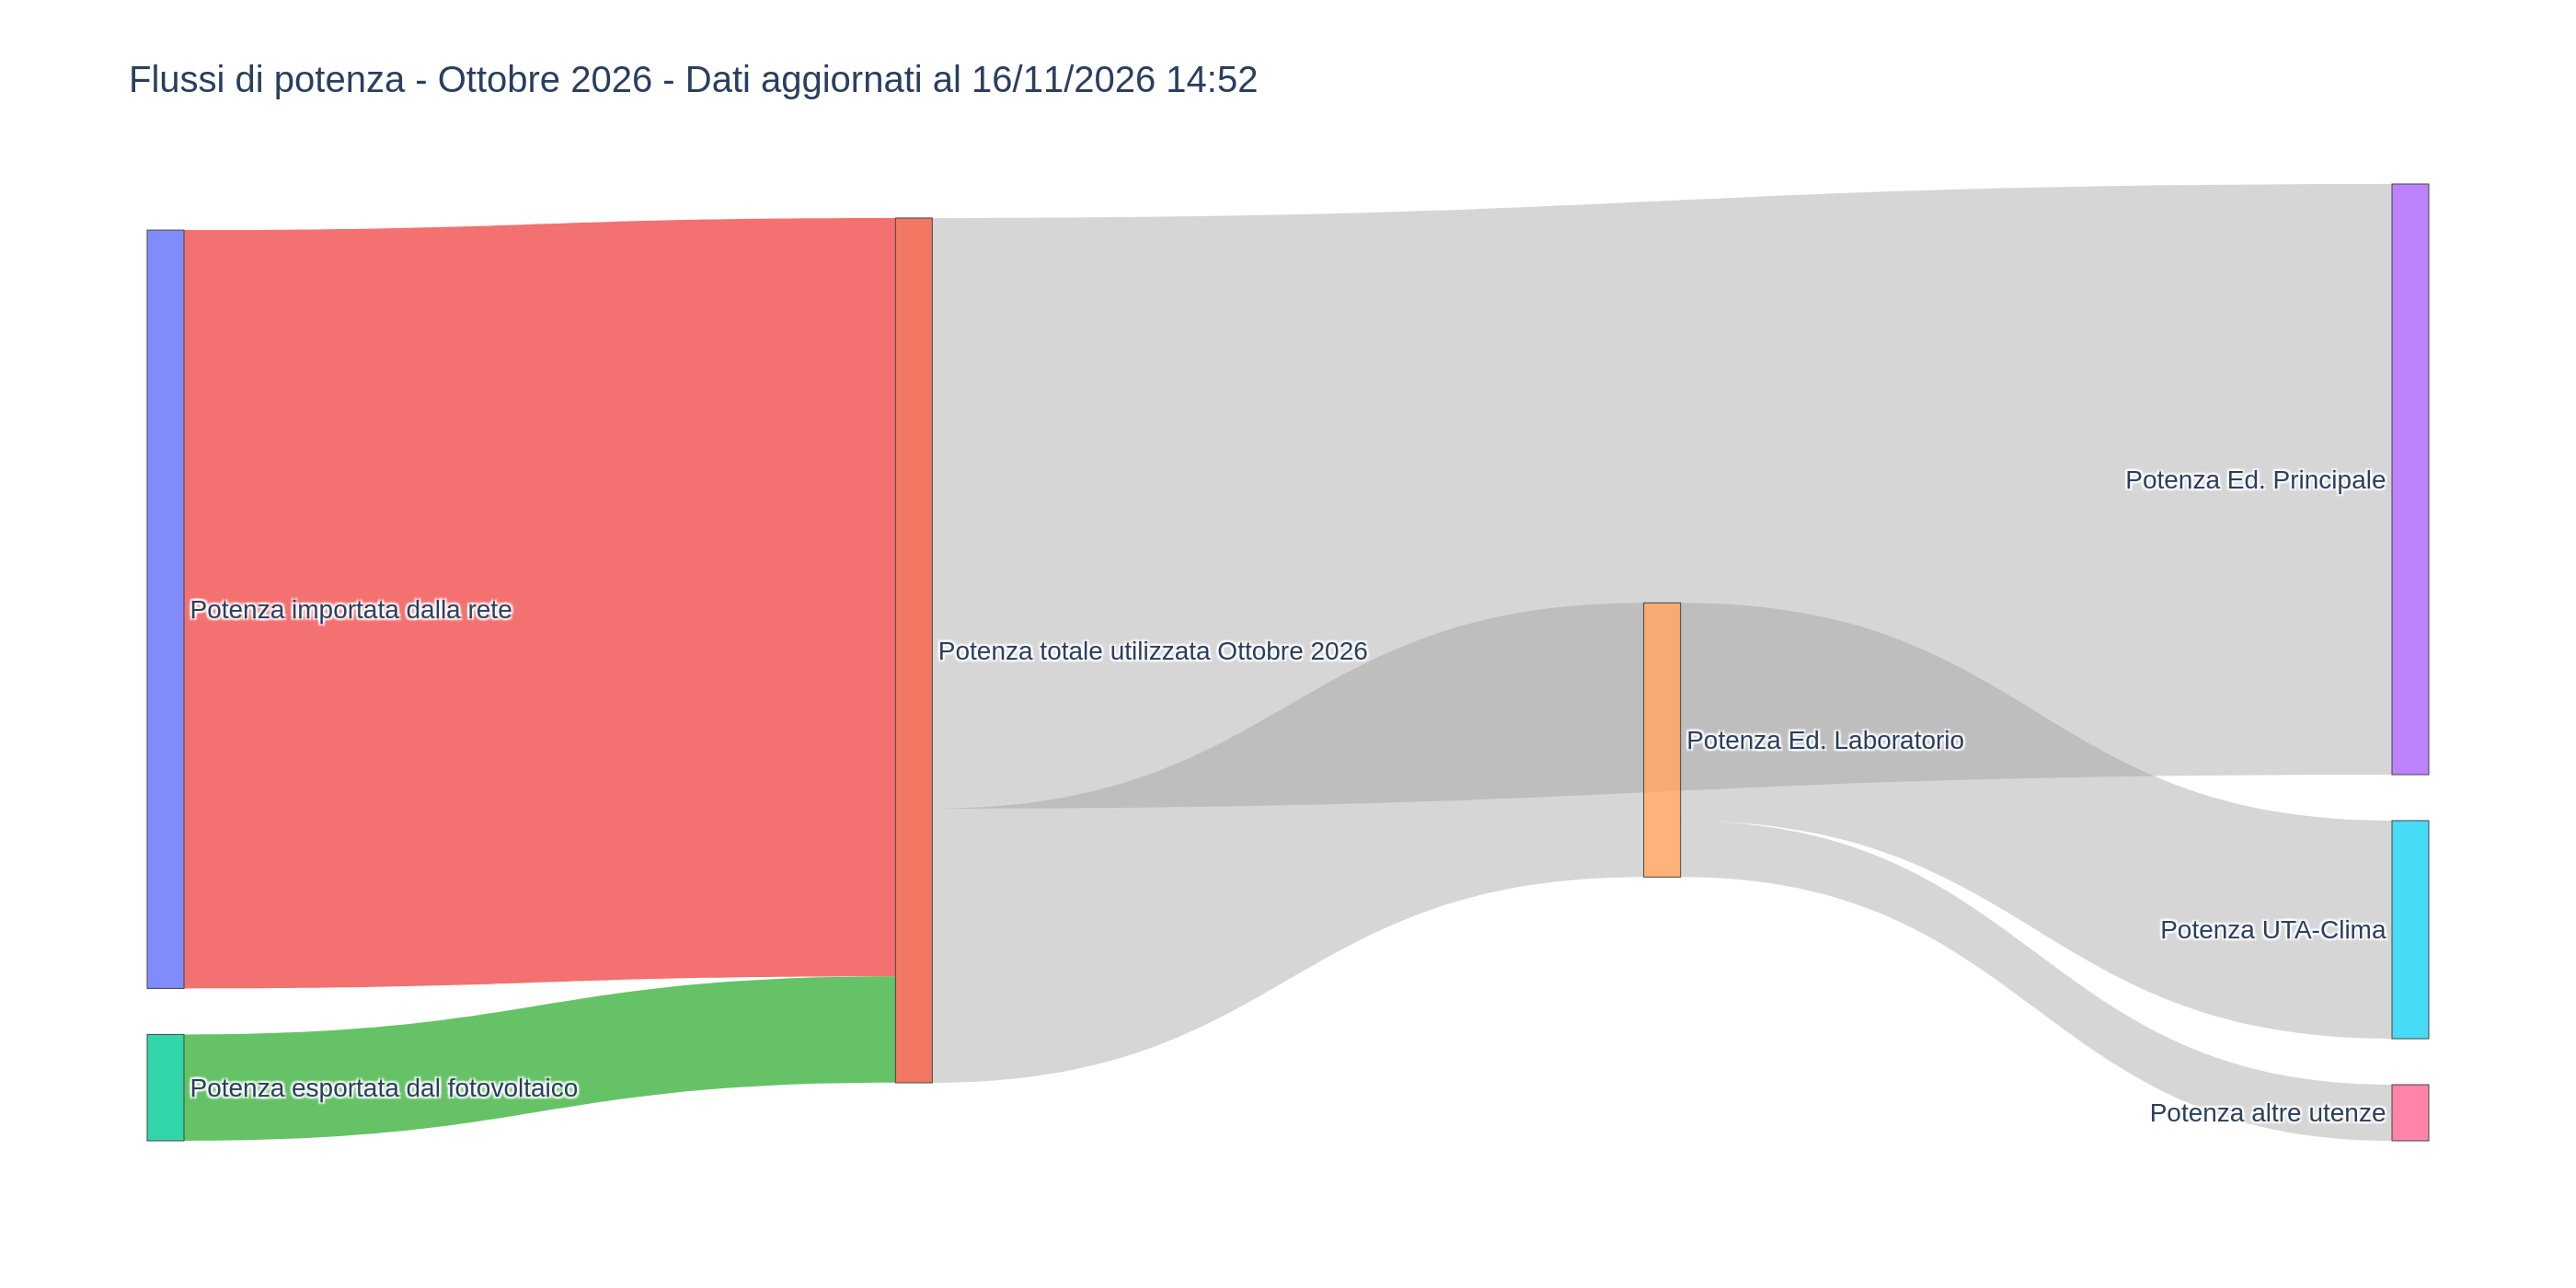 Flussi di potenza - Ottobre 2026 - Dati aggiornati al 16/11/2026 14:52
Potenza importata dalla rete
Potenza esportata dal fotovoltaico
Potenza totale utilizzata Ottobre 2026
Potenza Ed. Laboratorio
Potenza Ed. Principale
Potenza UTA-Clima
Potenza altre utenze